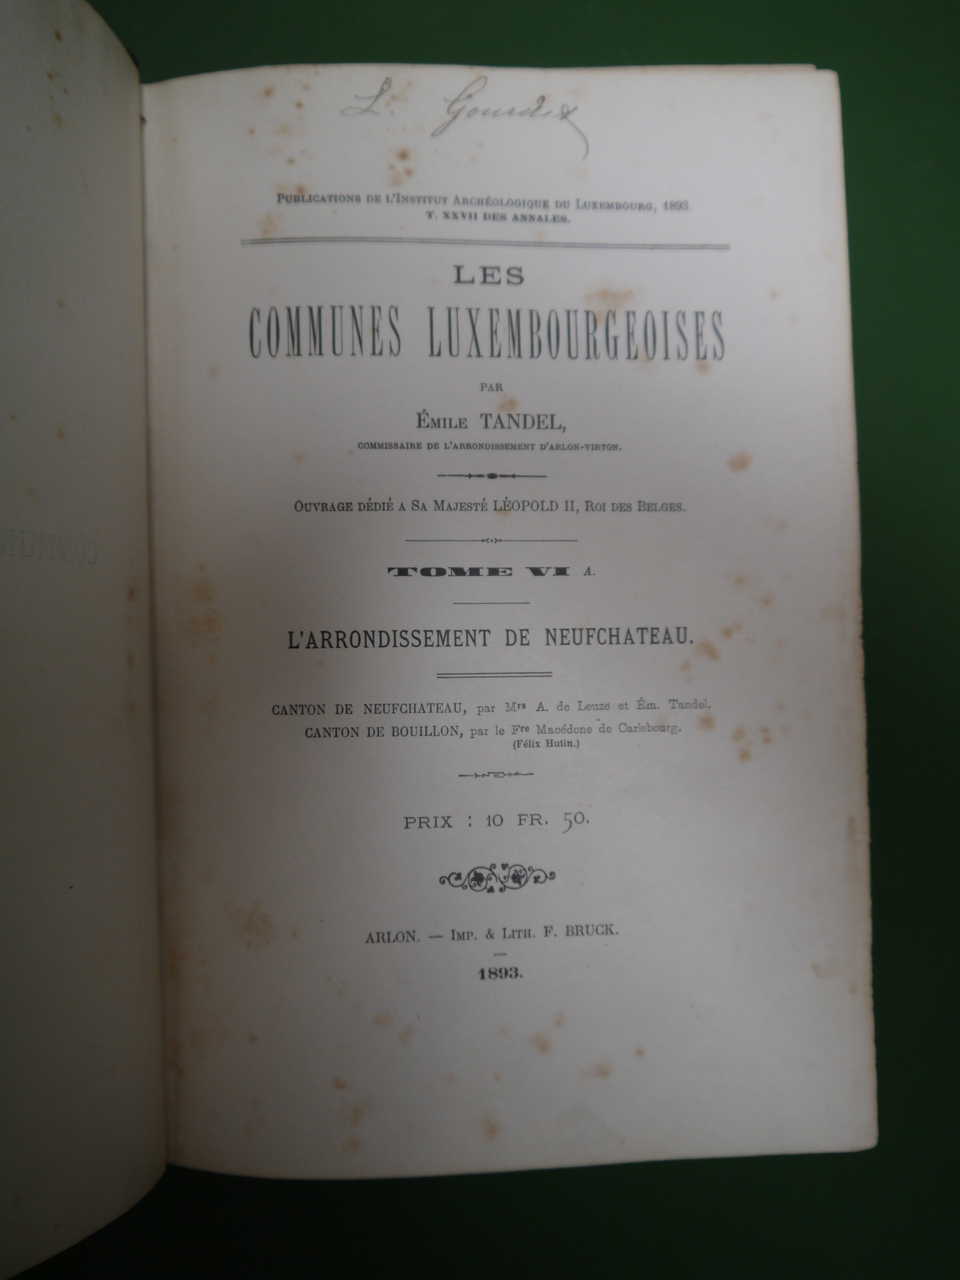 L. Gourdet
PUBLICATIONS DE L'INSTITUT ARCHÉOLOGIQUE DU LUXEMBOURG, 1893.
T. XXVII DES ANNALES.
LES
COMMUNES LUXEMBOURGEOISES
PAR
ÉMILE TANDEL,
COMMISSAIRE DE L'ARRONDISSEMENT D'ARLON-VIRTON.
OUVRAGE DÉDIÉ A SA MAJESTÉ LÉOPOLD II, ROI DES BELGES.
TOME VI A.
L'ARRONDISSEMENT DE NEUFCHATEAU.
CANTON DE NEUFCHATEAU, par Mrs A. de Leuze et Ém. Tandel.
CANTON DE BOUILLON, par le Fre Macédone de Carlsbourg.
(Félix Hutin.)
PRIX : 10 FR. 50.
ARLON. — IMP. & LITH. F. BRUCK.
1893.